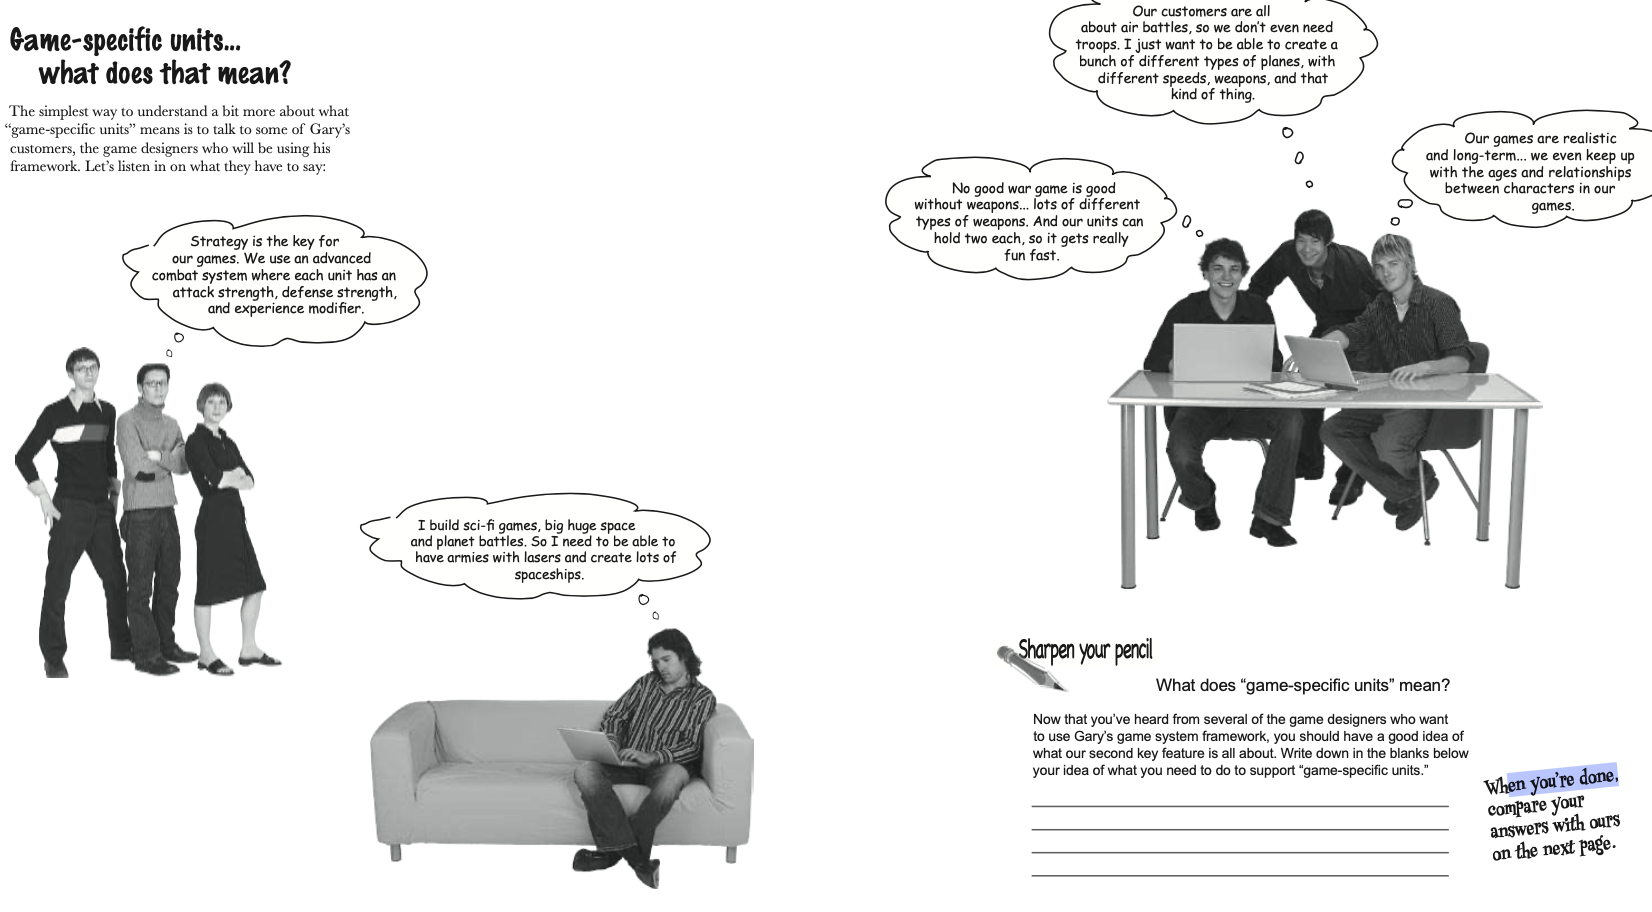 Game-specific units...
what does that mean?
The simplest way to understand a bit more about what
“game-specific units” means is to talk to some of Gary’s
customers, the game designers who will be using his
framework. Let’s listen in on what they have to say:
Strategy is the key for
our games. We use an advanced
combat system where each unit has an
attack strength, defense strength,
and experience modifier.
I build sci-fi games, big huge space
and planet battles. So I need to be able to
have armies with lasers and create lots of
spaceships.
Our customers are all
about air battles, so we don’t even need
troops. I just want to be able to create a
bunch of different types of planes, with
different speeds, weapons, and that
kind of thing.
No good war game is good
without weapons... lots of different
types of weapons. And our units can
hold two each, so it gets really
fun fast.
Our games are realistic
and long-term... we even keep up
with the ages and relationships
between characters in our
games.
Sharpen your pencil
What does “game-specific units” mean?
Now that you’ve heard from several of the game designers who want
to use Gary’s game system framework, you should have a good idea of
what our second key feature is all about. Write down in the blanks below
your idea of what you need to do to support “game-specific units.”
When you’re done,
compare your
answers with ours
on the next page.